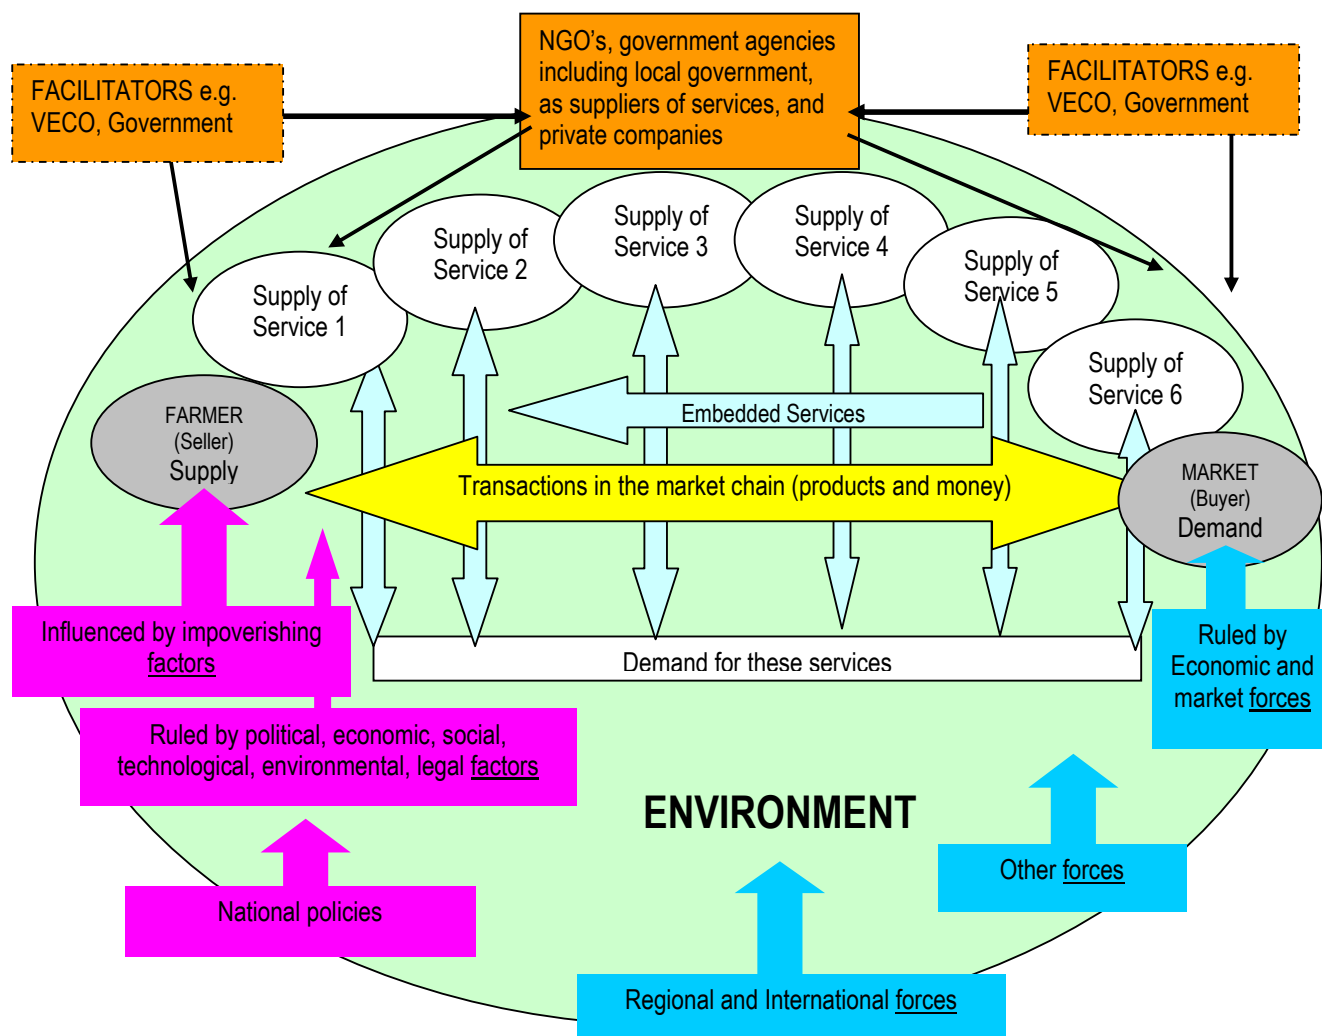 NGO's, government agencies
including local government,
as suppliers of services, and
private companies
FACILITATORS e.g.
VECO, Government
FACILITATORS e.g.
VECO, Government
Supply of
Service 1
Supply of
Service 2
Supply of
Service 3
Supply of
Service 4
Supply of
Service 5
Supply of
Service 6
FARMER
(Seller)
Supply
Embedded Services
Transactions in the market chain (products and money)
MARKET
(Buyer)
Demand
Influenced by impoverishing
factors
Demand for these services
Ruled by
Economic and
market forces
Ruled by political, economic, social,
technological, environmental, legal factors
ENVIRONMENT
Other forces
National policies
Regional and International forces